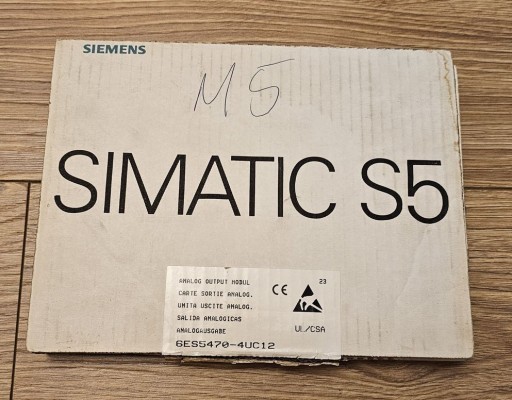 SIEMENS
M5
SIMATIC S5
ANALOG OUTPUT MODUL
CARTE SORTIE ANALOG.
UNITA USCITE ANALOG.
SALIDA ANALOGICAS
ANALOGAUSGABE
6ES5470-4UC12
CE
23
UL/CSA